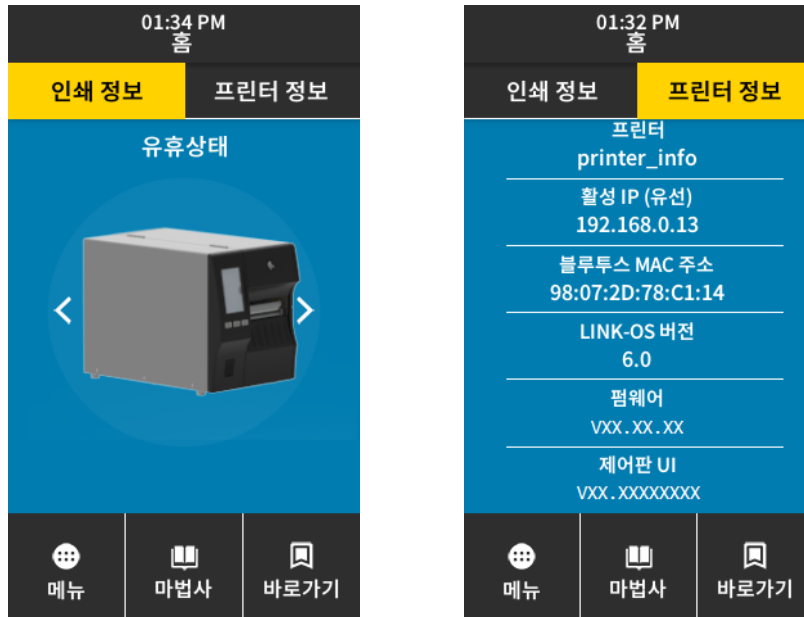 01:34 PM
홈
인쇄 정보
프린터 정보
유휴상태
메뉴
마법사
바로가기
01:32 PM
홈
인쇄 정보
프린터 정보
프린터
printer_info
활성 IP (유선)
192.168.0.13
블루투스 MAC 주소
98:07:2D:78:C1:14
LINK-OS 버전
6.0
펌웨어
VXX.XX.XX
제어판 UI
VXX.XXXXXXXX
메뉴
마법사
바로가기